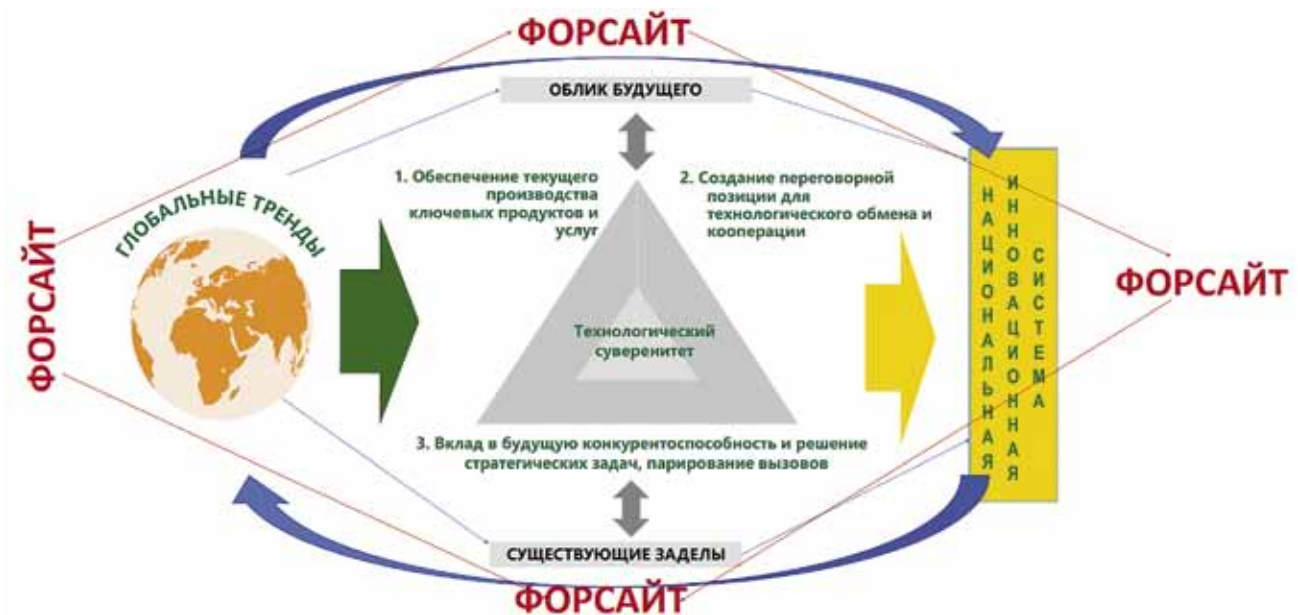 ФОРСАЙТ
ОБЛИК БУДУЩЕГО
ГЛОБАЛЬНЫЕ ТРЕНДЫ
ФОРСАЙТ
1. Обеспечение текущего
производства
ключевых продуктов и
услуг
2. Создание переговорной
позиции для
технологического обмена и
кооперации
Технологический
суверенитет
3. Вклад в будущую конкурентоспособность и решение
стратегических задач, парирование вызовов
НАЦИОНАЛЬНАЯ
ИННОВАЦИОННАЯ
СИСТЕМА
ФОРСАЙТ
СУЩЕСТВУЮЩИЕ ЗАДЕЛЫ
ФОРСАЙТ